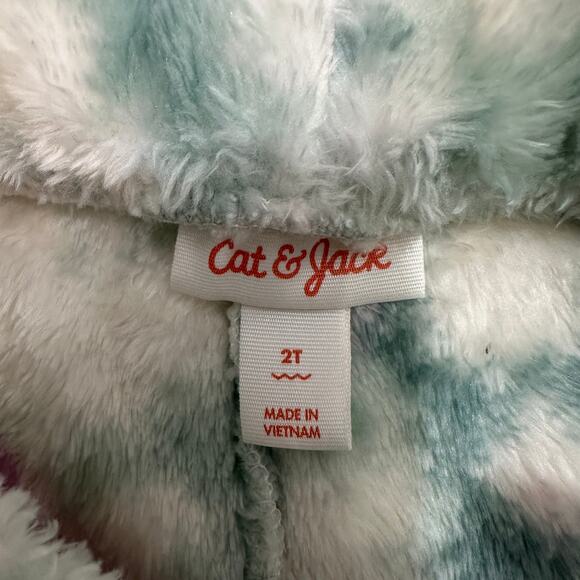 Cat & Jack
2T
MADE IN
VIETNAM